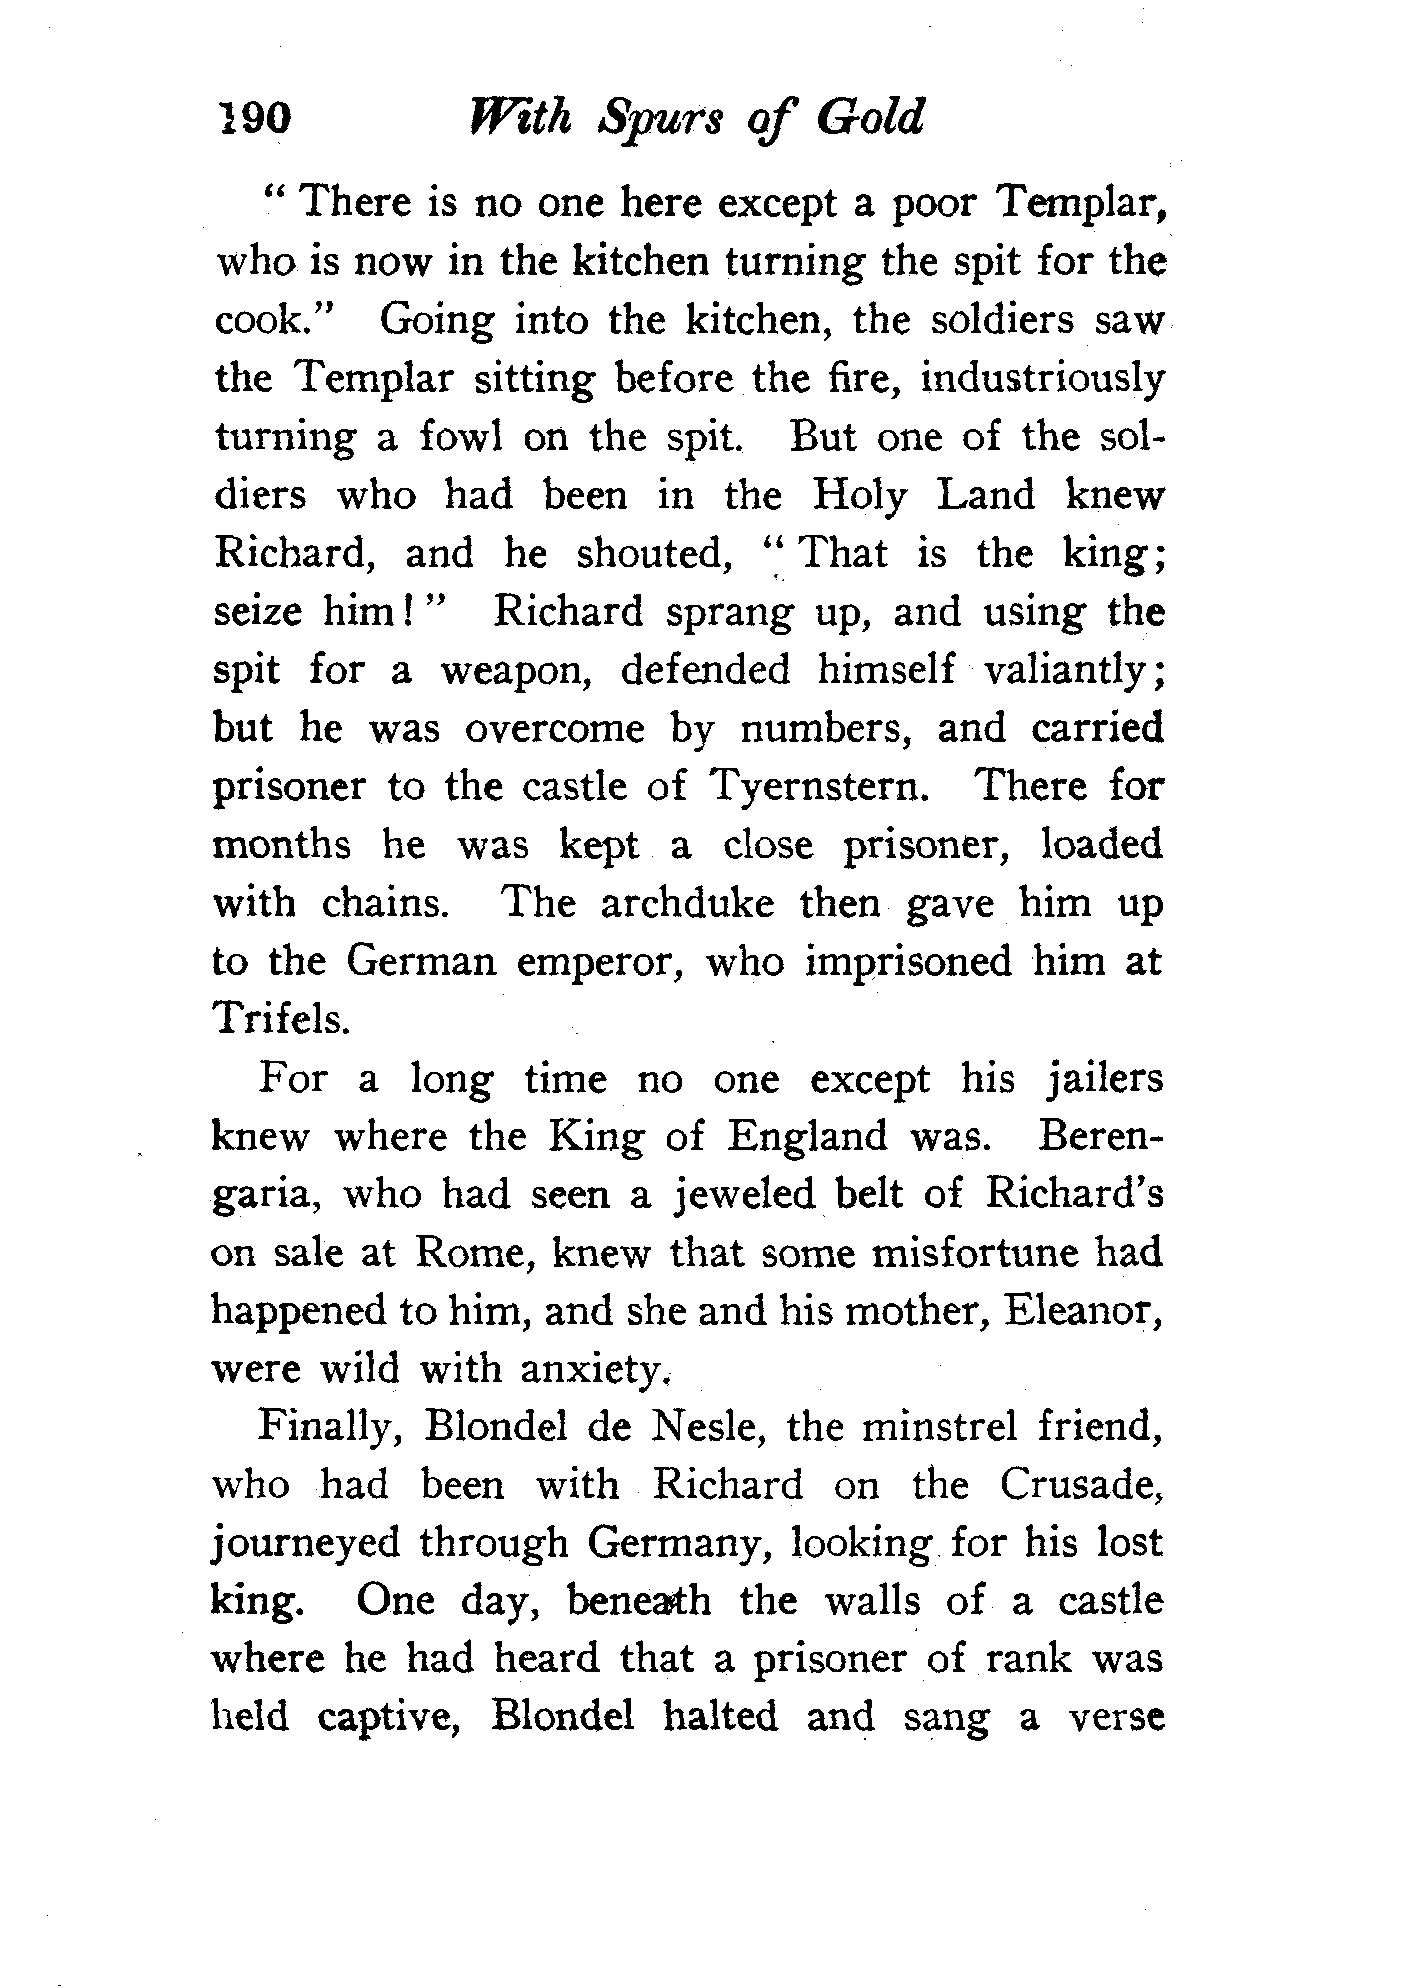 190 With Spurs of Gold
“ There is no one here except a poor Templar,
who is now in the kitchen turning the spit for the
cook.” Going into the kitchen, the soldiers saw
the Templar sitting before the fire, industriously
turning a fowl on the spit. But one of the sol-
diers who had been in the Holy Land knew
Richard, and he shouted, “ That is the king;
seize him! ” Richard sprang up, and using the
spit for a weapon, defended himself valiantly;
but he was overcome by numbers, and carried
prisoner to the castle of Tyernstern. There for
months he was kept a close prisoner, loaded
with chains. The archduke then gave him up
to the German emperor, who imprisoned him at
Trifels.
For a long time no one except his jailers
knew where the King of England was. Beren-
garia, who had seen a jeweled belt of Richard's
on sale at Rome, knew that some misfortune had
happened to him, and she and his mother, Eleanor,
were wild with anxiety.
Finally, Blondel de Nesle, the minstrel friend,
who had been with Richard on the Crusade,
journeyed through Germany, looking for his lost
king. One day, beneath the walls of a castle
where he had heard that a prisoner of rank was
held captive, Blondel halted and sang a verse